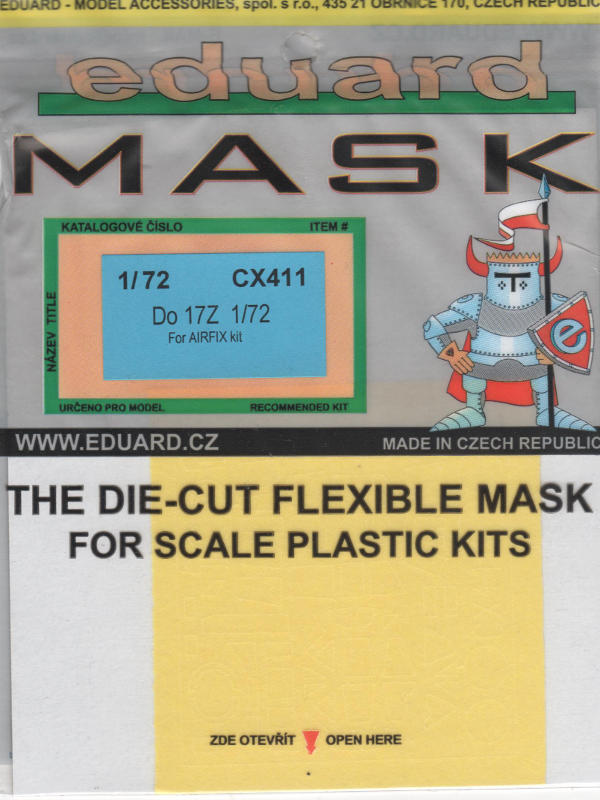 EDUARD - MODEL ACCESSORIES, spol. s r.o., 435 21 OBRNICE 170, CZECH REPUBLIC
eduard
MASK
KATALOGOVÉ ČÍSLO ITEM #
1/72 CX411
Do 17Z 1/72
For AIRFIX kit
NÁZEV TITLE
URČENO PRO MODEL RECOMMENDED KIT
e
WWW.EDUARD.CZ MADE IN CZECH REPUBLIC
THE DIE-CUT FLEXIBLE MASK
FOR SCALE PLASTIC KITS
ZDE OTEVŘÍT OPEN HERE